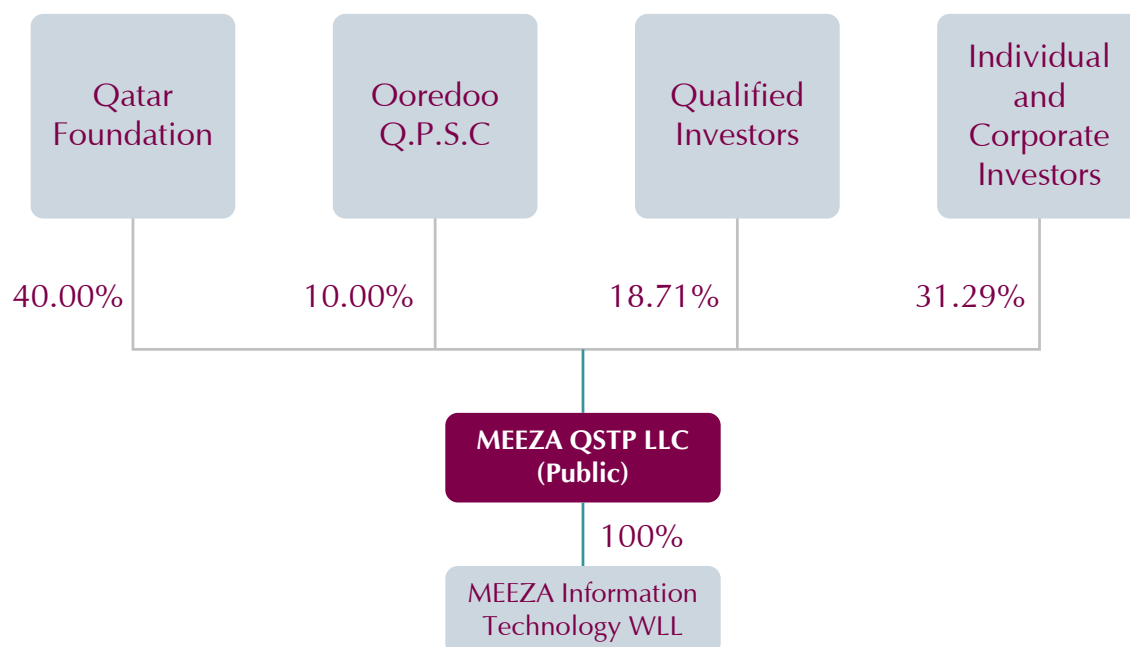 Qatar
Foundation
Ooredoo
Q.P.S.C
Qualified
Investors
Individual
and
Corporate
Investors
40.00%
10.00%
18.71%
31.29%
MEEZA QSTP LLC
(Public)
100%
MEEZA Information
Technology WLL